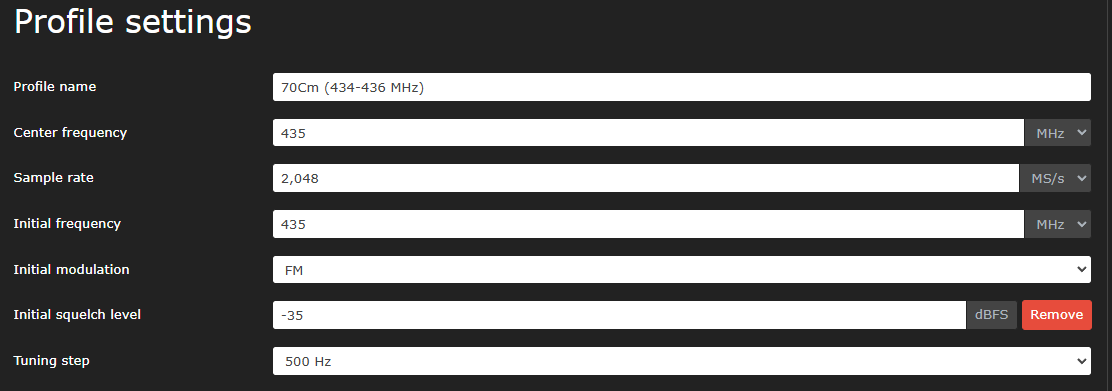 Profile settings
Profile name 70Cm (434-436 MHz)
Center frequency 435 MHz
Sample rate 2,048 MS/s
Initial frequency 435 MHz
Initial modulation FM
Initial squelch level -35 dBFS Remove
Tuning step 500 Hz